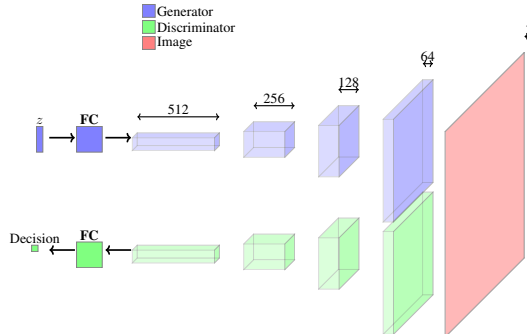 Generator
Discriminator
Image
64
128
256
512
z
FC
FC
Decision